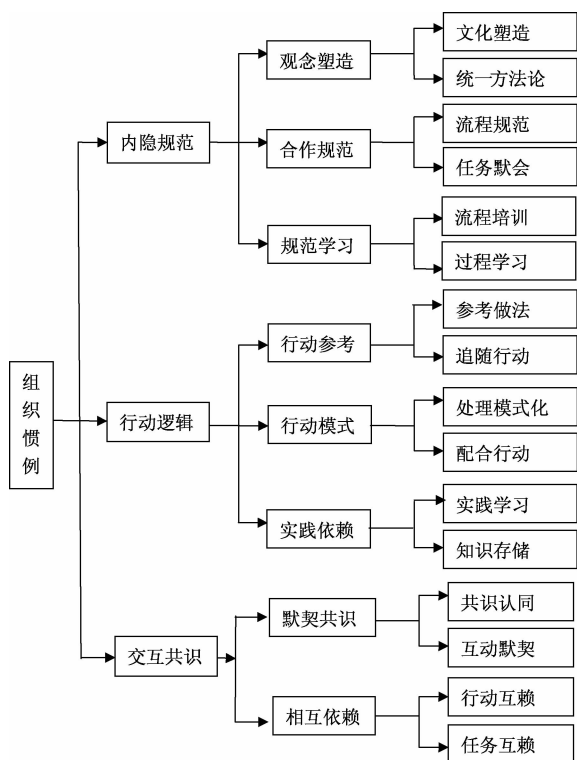 文化塑造
观念塑造
统一方法论
流程规范
内隐规范
合作规范
任务默会
流程培训
规范学习
过程学习
参考做法
行动参考
追随行动
组织惯例
处理模式化
行动逻辑
行动模式
配合行动
实践学习
实践依赖
知识存储
共识认同
默契共识
互动默契
交互共识
行动互赖
相互依赖
任务互赖